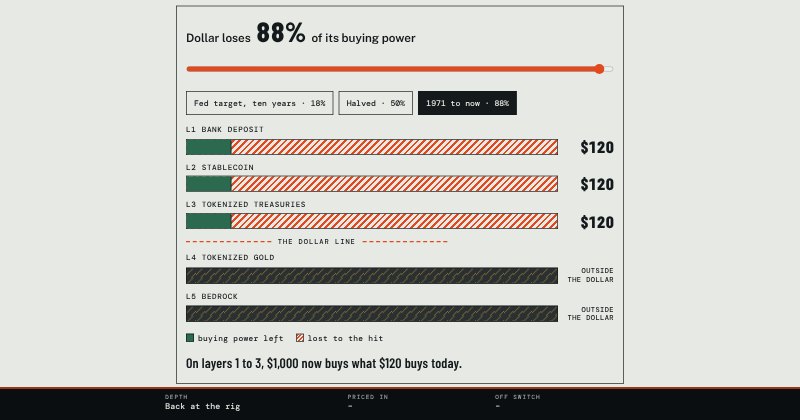 Dollar loses 88% of its buying power
Fed target, ten years · 18%
Halved · 50%
1971 to now · 88%
L1 BANK DEPOSIT
$120
L2 STABLECOIN
$120
L3 TOKENIZED TREASURIES
$120
THE DOLLAR LINE
L4 TOKENIZED GOLD
OUTSIDE
THE DOLLAR
L5 BEDROCK
OUTSIDE
THE DOLLAR
buying power left
lost to the hit
On layers 1 to 3, $1,000 now buys what $120 buys today.
DEPTH
Back at the rig
PRICED IN
–
OFF SWITCH
–